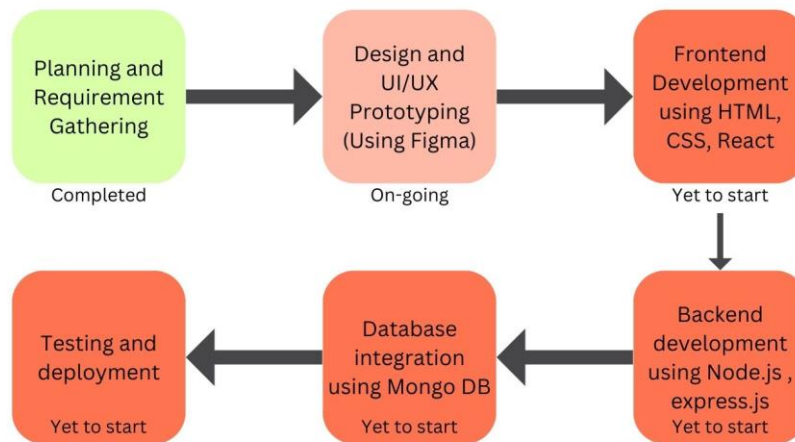 Planning and
Requirement
Gathering
Completed
Design and
UI/UX
Prototyping
(Using Figma)
On-going
Frontend
Development
using HTML,
CSS, React
Yet to start
Backend
development
using Node.js ,
express.js
Yet to start
Database
integration
using Mongo DB
Yet to start
Testing and
deployment
Yet to start